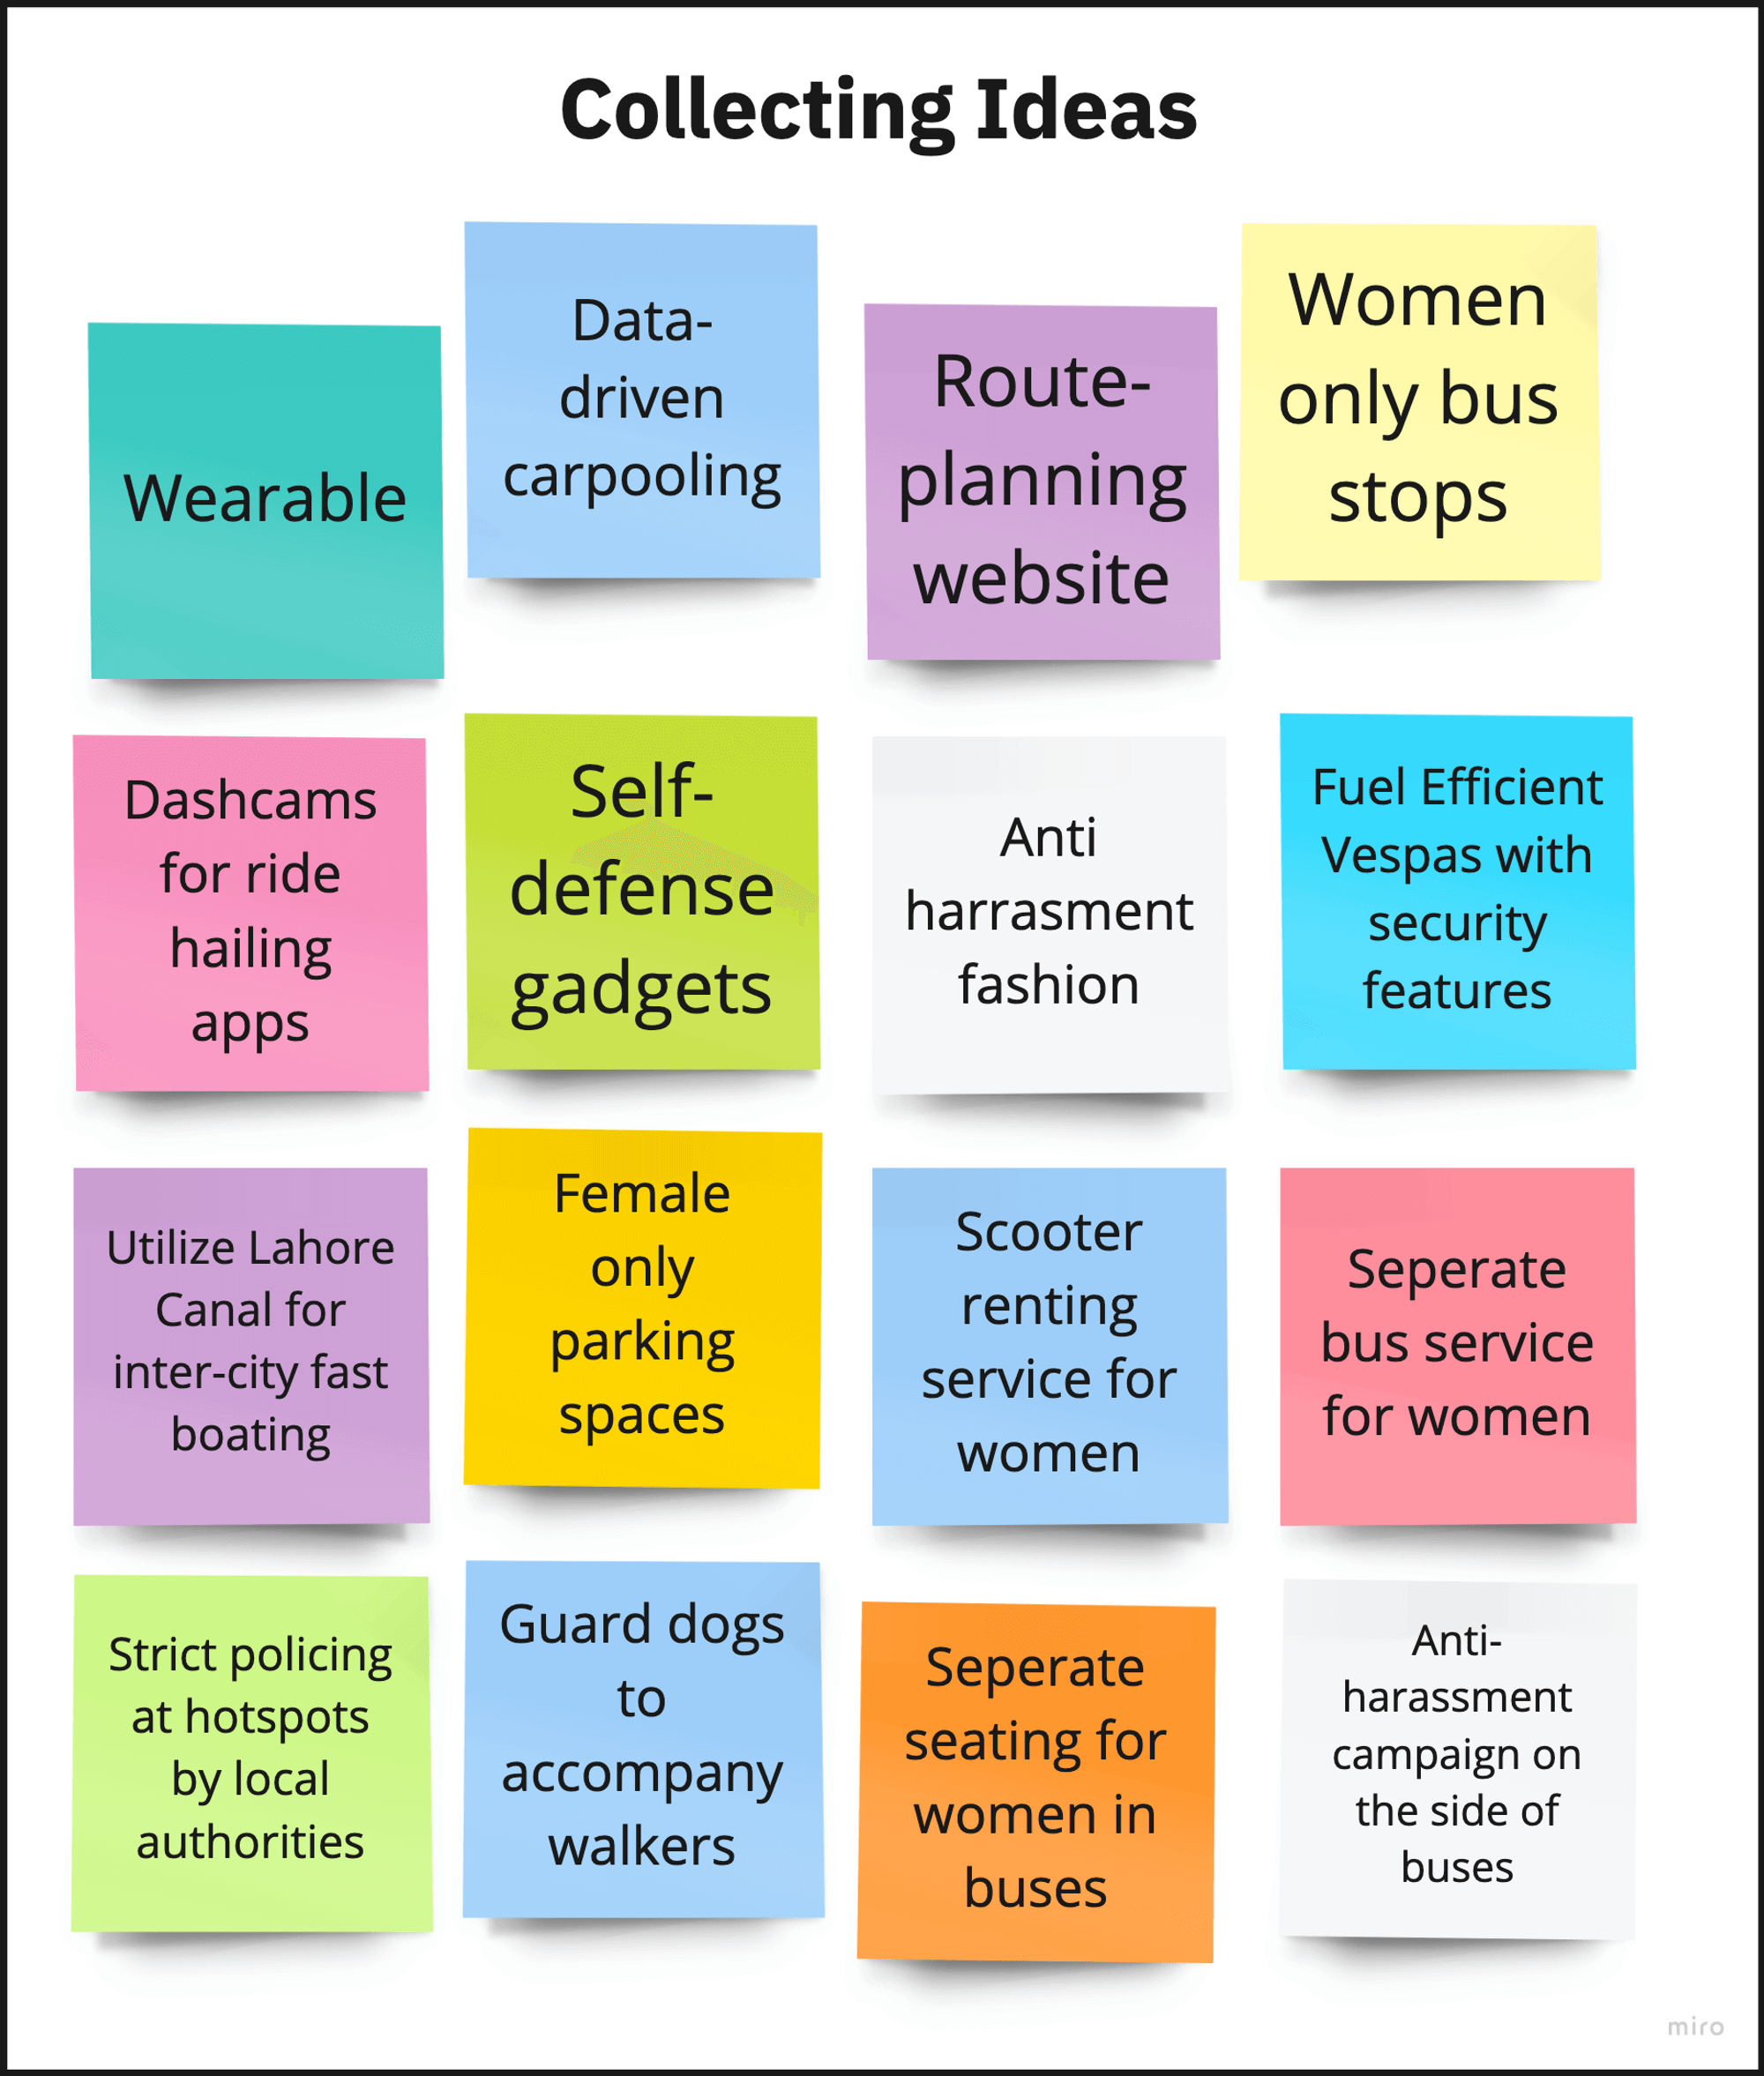 Collecting Ideas
Wearable
Data-
driven
carpooling
Route-
planning
website
Women
only bus
stops
Dashcams
for ride
hailing
apps
Self-
defense
gadgets
Anti
harrasment
fashion
Fuel Efficient
Vespas with
security
features
Utilize Lahore
Canal for
inter-city fast
boating
Female
only
parking
spaces
Scooter
renting
service for
women
Seperate
bus service
for women
Strict policing
at hotspots
by local
authorities
Guard dogs
to
accompany
walkers
Seperate
seating for
women in
buses
Anti-
harassment
campaign on
the side of
buses
miro